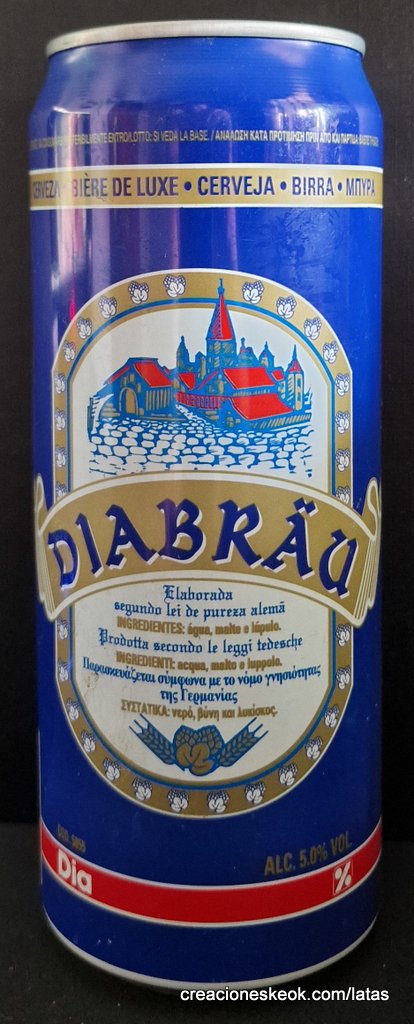 ENTRO/LOTTO: SI VEDA LA BASE. / ΑΝΑΛΩΣΗ ΚΑΤΑ ΠΡΟΤΙΜΗΣΗ ΠΡΙΝ ΑΠΟ ΚΑΙ ΠΑΡΤΙΔΑ
CERVEZA • BIÈRE DE LUXE • CERVEJA • BIRRA • ΜΠΥΡΑ
DIABRÄU
Elaborada
segundo lei de pureza alemã
INGREDIENTES: água, malte e lúpulo.
Prodotta secondo le leggi tedesche
INGREDIENTI: acqua, malto e luppolo.
Παρασκευάζεται σύμφωνα με το νόμο γνησιότητας
της Γερμανίας
ΣΥΣΤΑΤΙΚΑ: νερό, βύνη και λυκίσκος.
ALC. 5.0% VOL
Dia %
creacioneskeok.com/latas